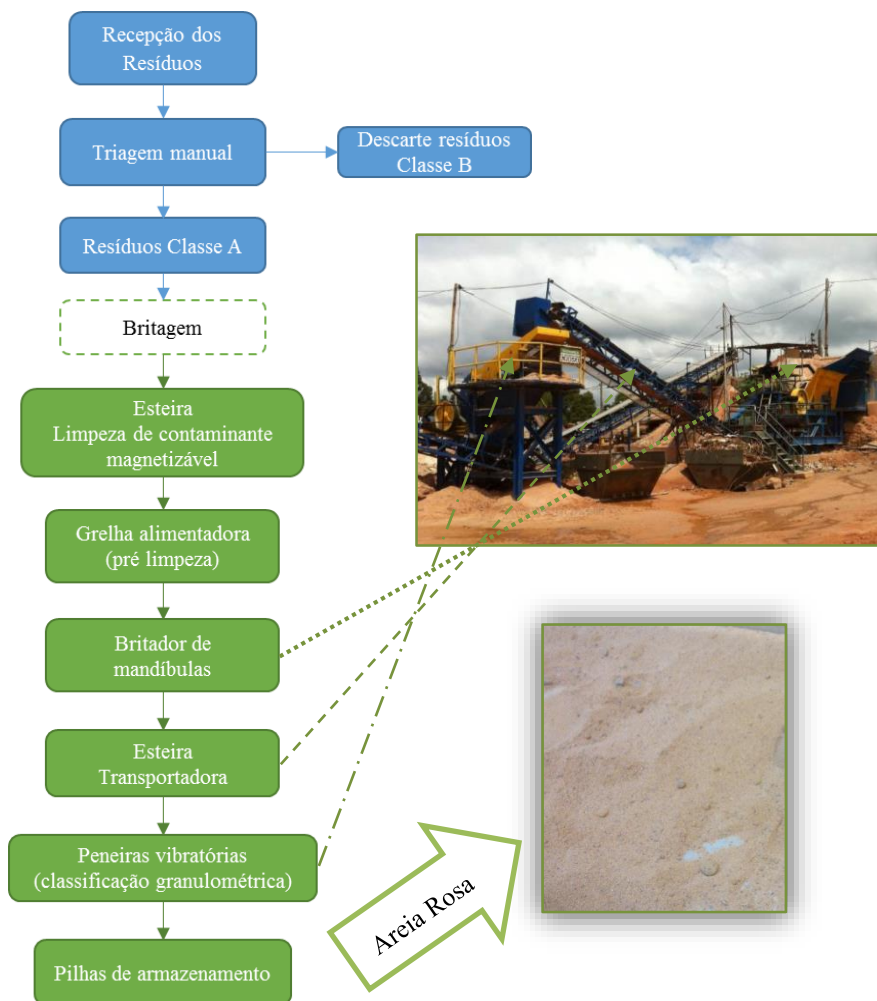 Recepção dos
Resíduos
Triagem manual
Descarte resíduos
Classe B
Resíduos Classe A
Britagem
Esteira
Limpeza de contaminante
magnetizável
Grelha alimentadora
(pré limpeza)
Britador de
mandíbulas
Esteira
Transportadora
Peneiras vibratórias
(classificação granulométrica)
Areia Rosa
Pilhas de armazenamento